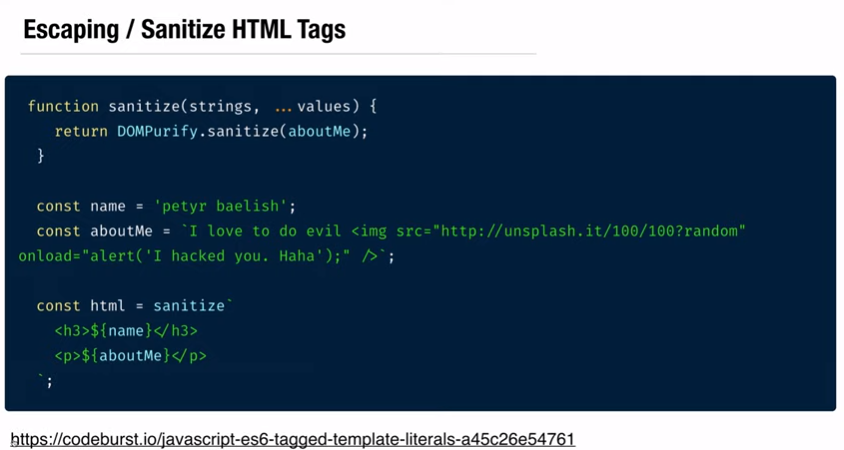 Escaping / Sanitize HTML Tags
function sanitize(strings, ...values) {
return DOMPurify.sanitize(aboutMe);
}
const name = 'petyr baelish';
const aboutMe = `I love to do evil <img src="http://unsplash.it/100/100?random"
onload="alert('I hacked you. Haha');" />`;
const html = sanitize`
<h3>${name}</h3>
<p>${aboutMe}</p>
`;
https://codeburst.io/javascript-es6-tagged-template-literals-a45c26e54761